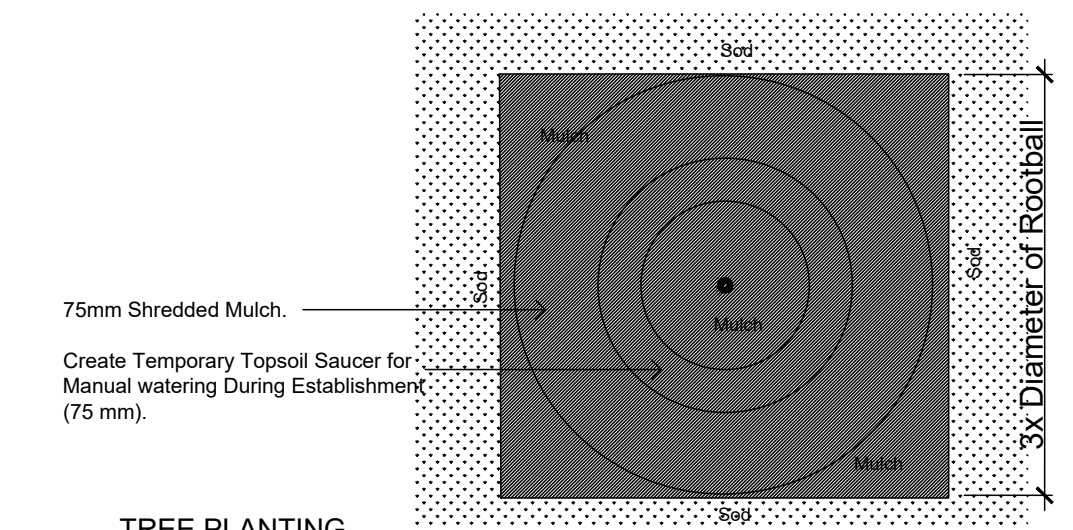 Sod
Mulch
3x Diameter of Rootball
Sod
Sod
75mm Shredded Mulch.
Mulch
Create Temporary Topsoil Saucer for
Manual watering During Establishment
(75 mm).
Mulch
Sod
TREE PLANTING